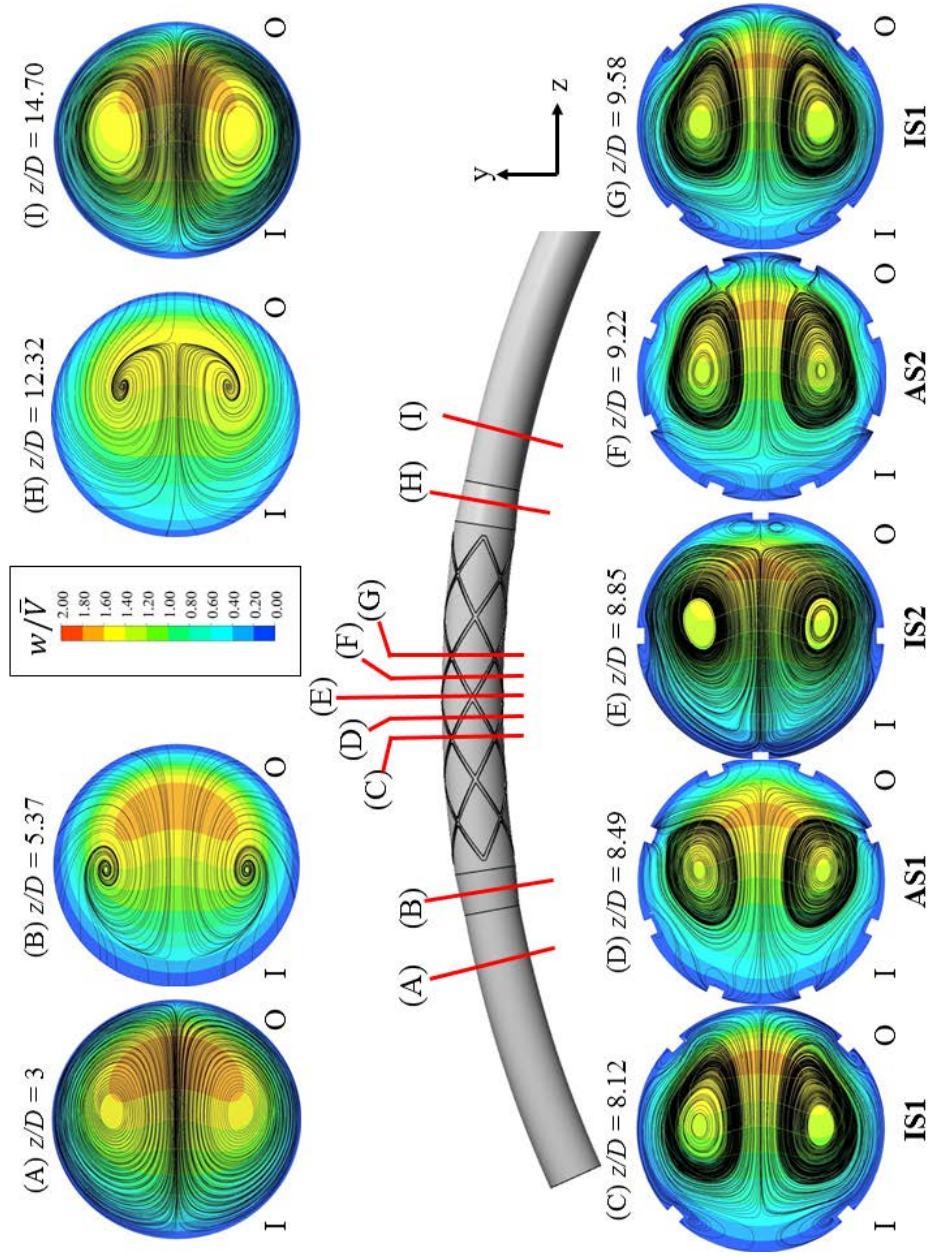 (A) z/D = 3
I
O
(B) z/D = 5.37
I
O
w/V̅
2.00
1.80
1.60
1.40
1.20
1.00
0.80
0.60
0.40
0.20
0.00
(H) z/D = 12.32
I
O
(I) z/D = 14.70
I
O
(A)
(B)
(C)
(D)
(E)
(F)
(G)
(H)
(I)
y
z
(C) z/D = 8.12
I
O
IS1
(D) z/D = 8.49
I
O
AS1
(E) z/D = 8.85
I
O
IS2
(F) z/D = 9.22
I
O
AS2
(G) z/D = 9.58
I
O
IS1